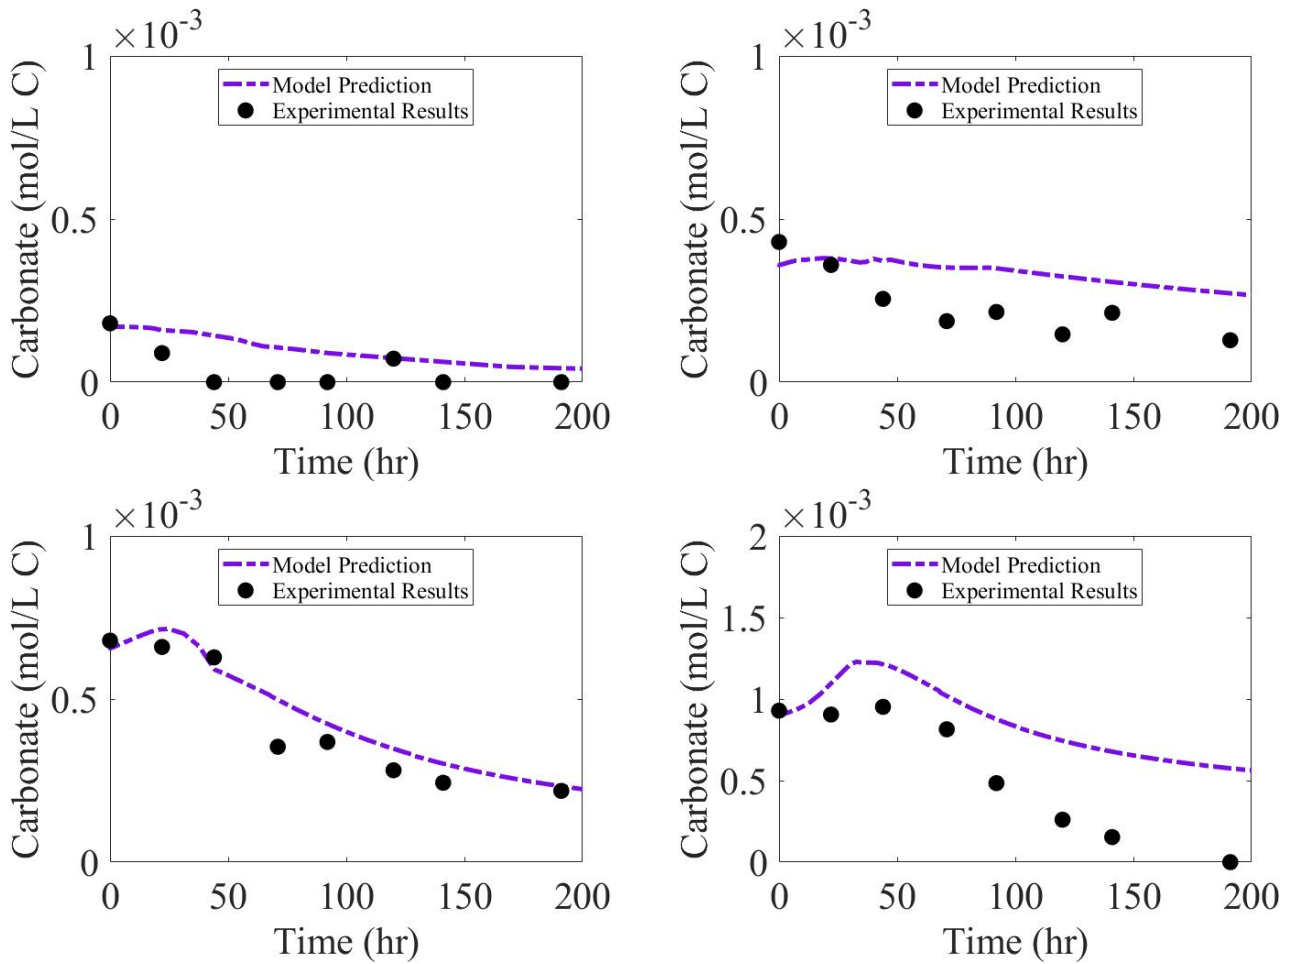 ×10-3
1
0.5
0
Carbonate (mol/L C)
Model Prediction
Experimental Results
0 50 100 150 200
Time (hr)
×10-3
1
0.5
0
Carbonate (mol/L C)
Model Prediction
Experimental Results
0 50 100 150 200
Time (hr)
×10-3
1
0.5
0
Carbonate (mol/L C)
Model Prediction
Experimental Results
0 50 100 150 200
Time (hr)
×10-3
2
1.5
1
0.5
0
Carbonate (mol/L C)
Model Prediction
Experimental Results
0 50 100 150 200
Time (hr)